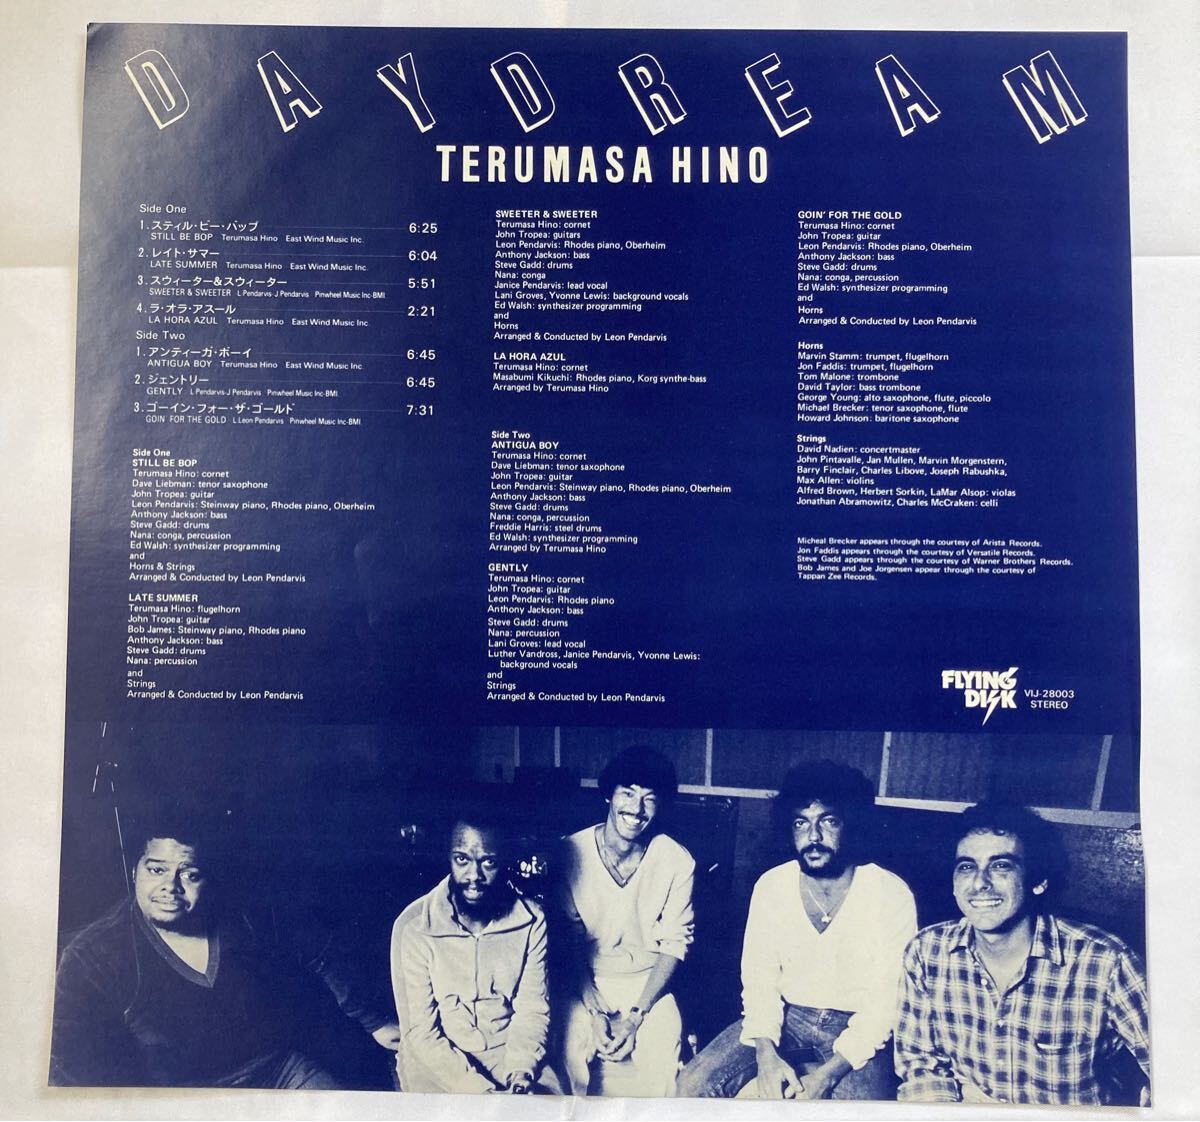 DAYDREAM
TERUMASA HINO
Side One
1. スティル・ビー・バップ 6:25
STILL BE BOP Terumasa Hino East Wind Music Inc.
2. レイト・サマー 6:04
LATE SUMMER Terumasa Hino East Wind Music Inc.
3. スウィーター&スウィーター 5:51
SWEETER & SWEETER L Pendarvis-J Pendarvis Pinwheel Music Inc-BMI
4. ラ・オラ・アスール 2:21
LA HORA AZUL Terumasa Hino East Wind Music Inc
Side Two
1. アンティーガ・ボーイ 6:45
ANTIGUA BOY Terumasa Hino East Wind Music Inc
2. ジェントリー 6:45
GENTLY L Pendarvis-J Pendarvis Pinwheel Music Inc-BMI
3. ゴーイン・フォー・ザ・ゴールド 7:31
GOIN' FOR THE GOLD L Leon Pendarvis Pinwheel Music Inc-BMI
Side One
STILL BE BOP
Terumasa Hino: cornet
Dave Liebman: tenor saxophone
John Tropea: guitar
Leon Pendarvis: Steinway piano, Rhodes piano, Oberheim
Anthony Jackson: bass
Steve Gadd: drums
Nana: conga, percussion
Ed Walsh: synthesizer programming
and
Horns & Strings
Arranged & Conducted by Leon Pendarvis
LATE SUMMER
Terumasa Hino: flugelhorn
John Tropea: guitar
Bob James: Steinway piano, Rhodes piano
Anthony Jackson: bass
Steve Gadd: drums
Nana: percussion
and
Strings
Arranged & Conducted by Leon Pendarvis
SWEETER & SWEETER
Terumasa Hino: cornet
John Tropea: guitars
Leon Pendarvis: Rhodes piano, Oberheim
Anthony Jackson: bass
Steve Gadd: drums
Nana: conga
Janice Pendarvis: lead vocal
Lani Groves, Yvonne Lewis: background vocals
Ed Walsh: synthesizer programming
and
Horns
Arranged & Conducted by Leon Pendarvis
LA HORA AZUL
Terumasa Hino: cornet
Masabumi Kikuchi: Rhodes piano, Korg synthe-bass
Arranged by Terumasa Hino
Side Two
ANTIGUA BOY
Terumasa Hino: cornet
Dave Liebman: tenor saxophone
John Tropea: guitar
Leon Pendarvis: Steinway piano, Rhodes piano, Oberheim
Anthony Jackson: bass
Steve Gadd: drums
Nana: conga, percussion
Freddie Harris: steel drums
Ed Walsh: synthesizer programming
Arranged by Terumasa Hino
GENTLY
Terumasa Hino: cornet
John Tropea: guitar
Leon Pendarvis: Rhodes piano
Anthony Jackson: bass
Steve Gadd: drums
Nana: percussion
Lani Groves: lead vocal
Luther Vandross, Janice Pendarvis, Yvonne Lewis:
background vocals
and
Strings
Arranged & Conducted by Leon Pendarvis
GOIN' FOR THE GOLD
Terumasa Hino: cornet
John Tropea: guitar
Leon Pendarvis: Rhodes piano, Oberheim
Anthony Jackson: bass
Steve Gadd: drums
Nana: conga, percussion
Ed Walsh: synthesizer programming
and
Horns
Arranged & Conducted by Leon Pendarvis
Horns
Marvin Stamm: trumpet, flugelhorn
Jon Faddis: trumpet, flugelhorn
Tom Malone: trombone
David Taylor: bass trombone
George Young: alto saxophone, flute, piccolo
Michael Brecker: tenor saxophone, flute
Howard Johnson: baritone saxophone
Strings
David Nadien: concertmaster
John Pintavalle, Jan Mullen, Marvin Morgenstern,
Barry Finclair, Charles Libove, Joseph Rabushka,
Max Allen: violins
Alfred Brown, Herbert Sorkin, LaMar Alsop: violas
Jonathan Abramowitz, Charles McCraken: celli
Micheal Brecker appears through the courtesy of Arista Records.
Jon Faddis appears through the courtesy of Versatile Records.
Steve Gadd appears through the courtesy of Warner Brothers Records.
Bob James and Joe Jorgensen appear through the courtesy of
Tappan Zee Records.
FLYING
DISK
VIJ-28003
STEREO